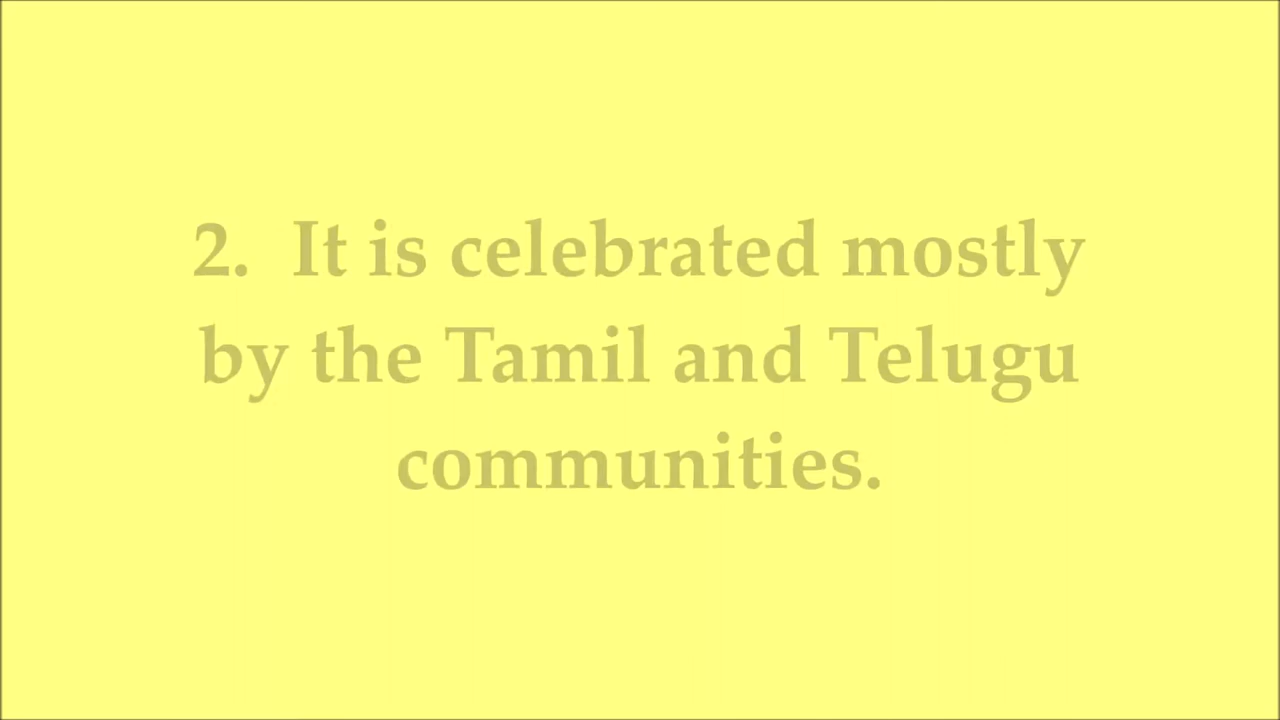 2. It is celebrated mostly
by the Tamil and Telugu
communities.